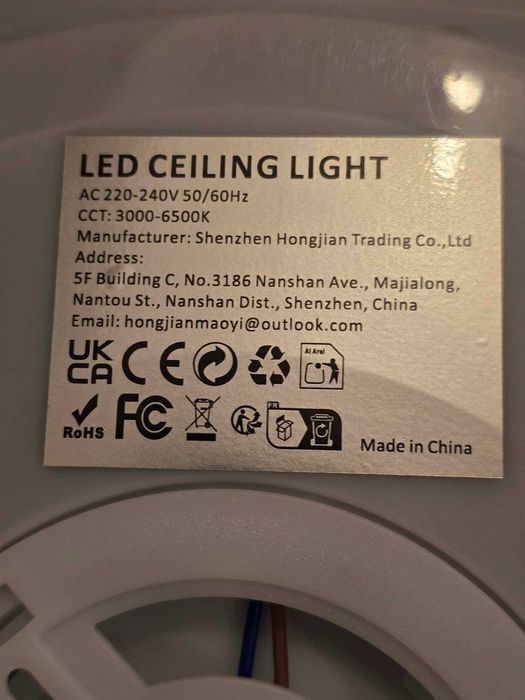 LED CEILING LIGHT
AC 220-240V 50/60Hz
CCT: 3000-6500K
Manufacturer: Shenzhen Hongjian Trading Co.,Ltd
Address:
5F Building C, No.3186 Nanshan Ave., Majialong,
Nantou St., Nanshan Dist., Shenzhen, China
Email: hongjianmaoyi@outlook.com
UK
CA CE Al Aral
RoHS FC FR
Made in China